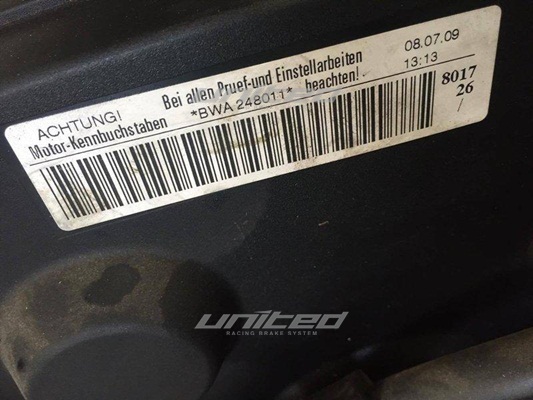 ACHTUNG! Bei allen Pruef-und Einstellarbeiten 08.07.09
Motor-Kennbuchstaben *BWA 248011* beachten! 13:13
8017
26
/
united
RACING BRAKE SYSTEM